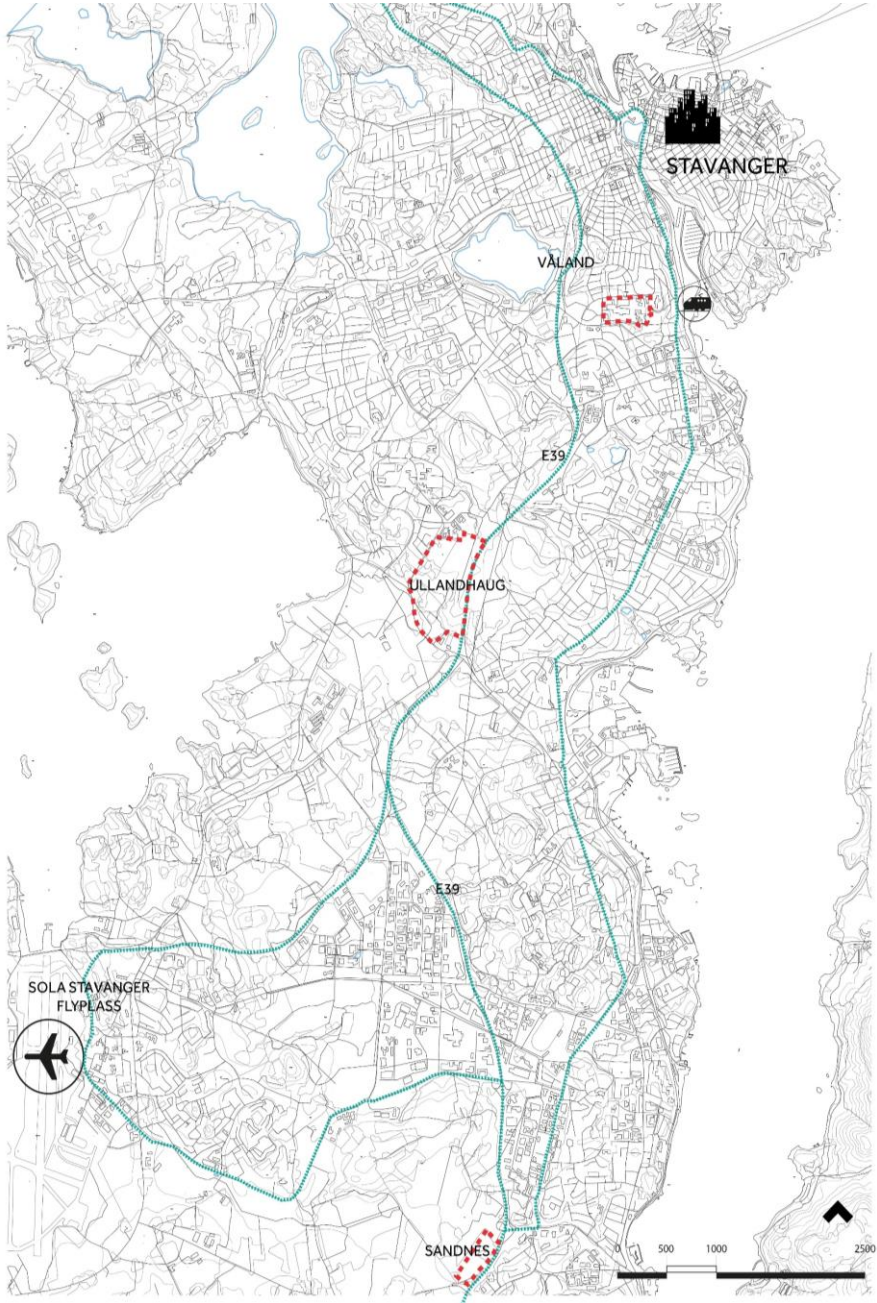 STAVANGER
VÅLAND
E39
ULLANDHAUG
E39
SOLA STAVANGER
FLYPLASS
SANDNES
0 500 1000 2500